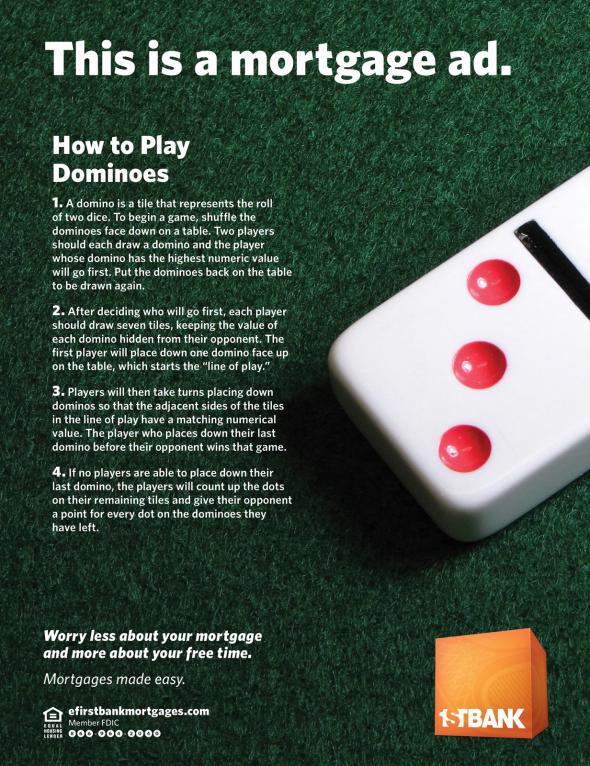 This is a mortgage ad.
How to Play
Dominoes
1. A domino is a tile that represents the roll
of two dice. To begin a game, shuffle the
dominoes face down on a table. Two players
should each draw a domino and the player
whose domino has the highest numeric value
will go first. Put the dominoes back on the table
to be drawn again.
2. After deciding who will go first, each player
should draw seven tiles, keeping the value of
each domino hidden from their opponent. The
first player will place down one domino face up
on the table, which starts the “line of play.”
3. Players will then take turns placing down
dominos so that the adjacent sides of the tiles
in the line of play have a matching numerical
value. The player who places down their last
domino before their opponent wins that game.
4. If no players are able to place down their
last domino, the players will count up the dots
on their remaining tiles and give their opponent
a point for every dot on the dominoes they
have left.
Worry less about your mortgage
and more about your free time.
Mortgages made easy.
efirstbankmortgages.com
Member FDIC
EQUAL
HOUSING
LENDER
1STBANK